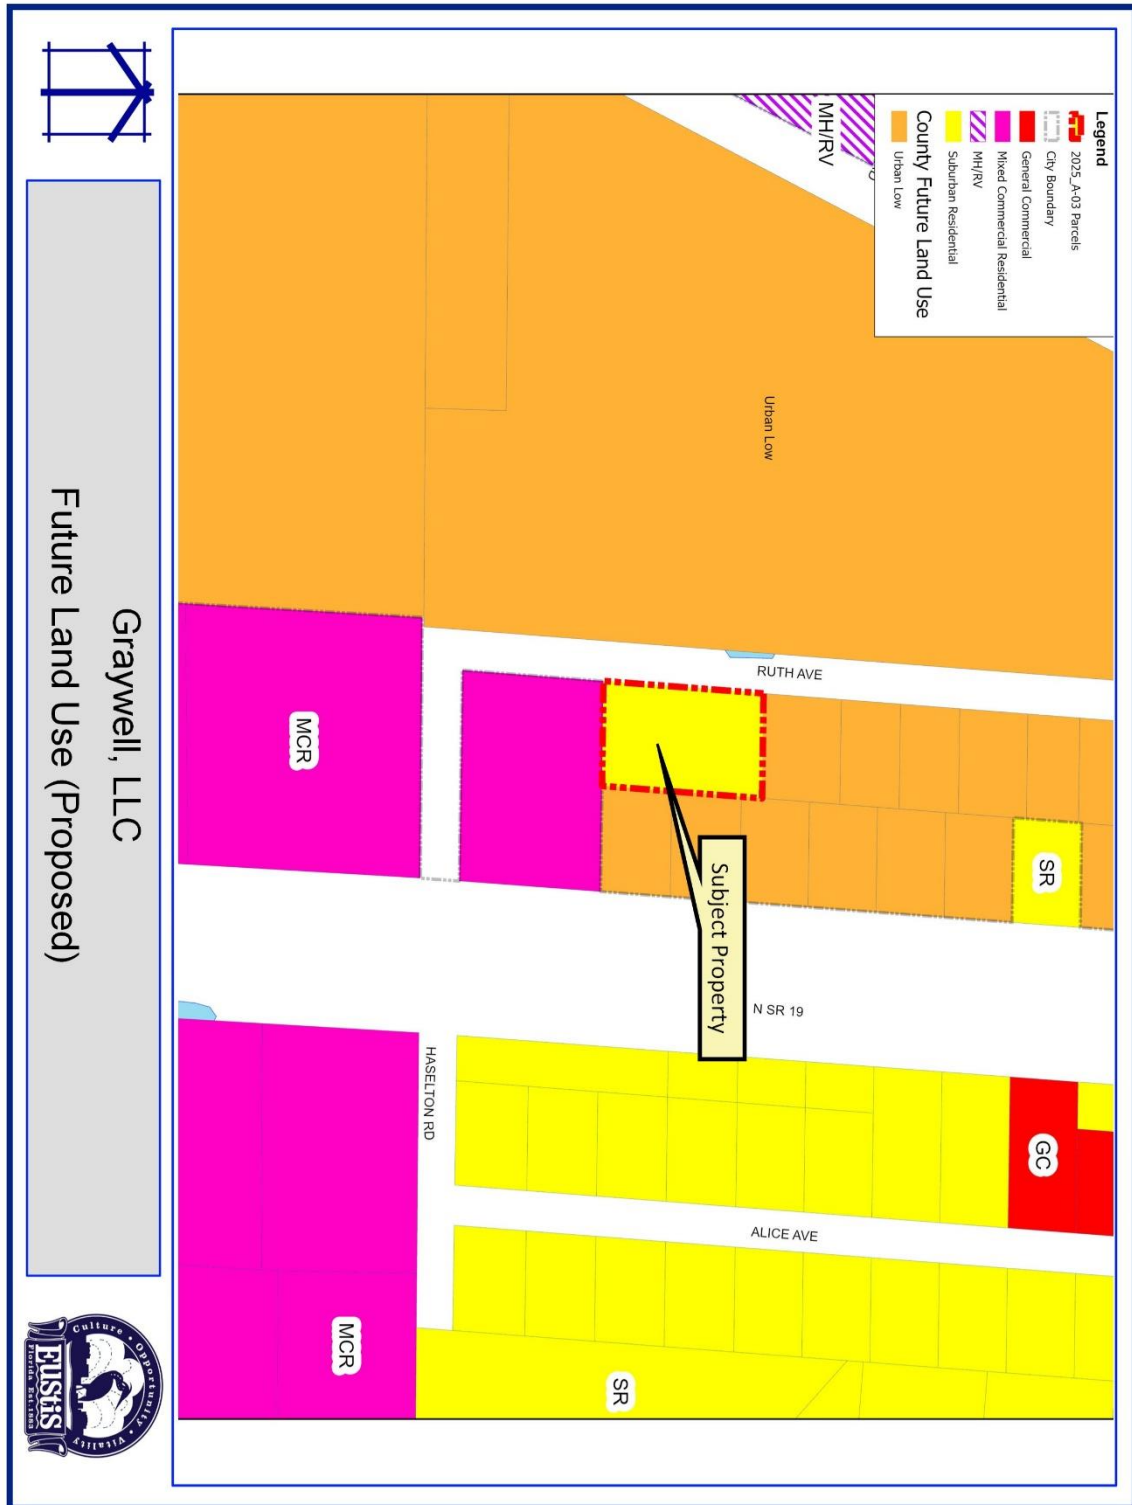 Legend
2025_A-03 Parcels
City Boundary
General Commercial
Mixed Commercial Residential
MH/RV
Suburban Residential
County Future Land Use
Urban Low
MH/RV
Urban Low
RUTH AVE
SR
MCR
Subject Property
N SR 19
HASELTON RD
GC
ALICE AVE
MCR
SR
Graywell, LLC
Future Land Use (Proposed)
Culture • Opportunity • Vitality
EUSTIS
Florida Est. 1883